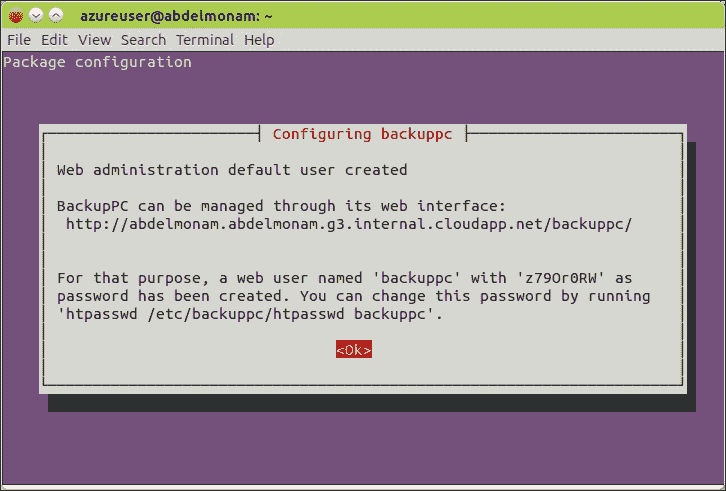 azureuser@abdelmonam: ~
File Edit View Search Terminal Help
Package configuration
Configuring backuppc
Web administration default user created
BackupPC can be managed through its web interface:
http://abdelmonam.abdelmonam.g3.internal.cloudapp.net/backuppc/
For that purpose, a web user named 'backuppc' with 'z79Or0RW' as
password has been created. You can change this password by running
'htpasswd /etc/backuppc/htpasswd backuppc'.
<Ok>